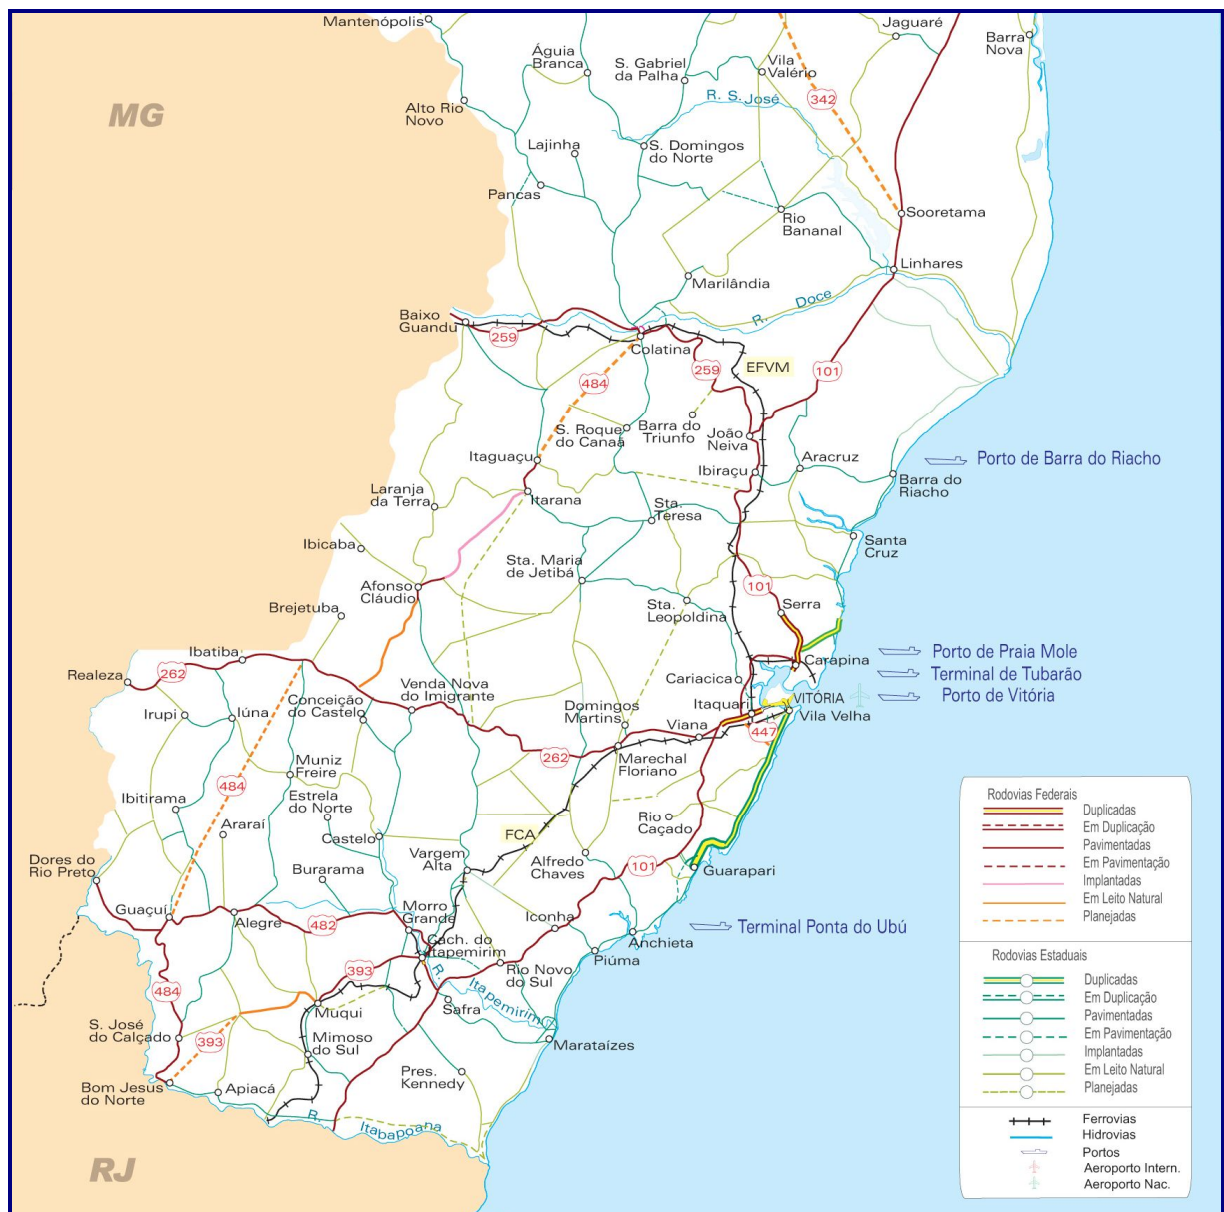 Mantenópolis
Jaguaré
Barra
Nova
Águia
Branca
S. Gabriel
da Palha
Vila
Valério
MG
Alto Rio
Novo
R. S. José
342
Lajinha
S. Domingos
do Norte
Pancas
Rio
Bananal
Sooretama
Linhares
Marilândia
R. Doce
Baixo
Guandu
259
Colatina
259
EFVM
101
484
S. Roque
do Canaã
Barra do
Triunfo
João
Neiva
Itaguaçu
Ibiraçu
Aracruz
Porto de Barra do Riacho
Barra do
Riacho
Laranja
da Terra
Itarana
Sta.
Teresa
Ibicaba
Santa
Cruz
Sta. Maria
de Jetibá
Afonso
Cláudio
101
Serra
Brejetuba
Sta.
Leopoldina
Ibatiba
Carapina
Porto de Praia Mole
Terminal de Tubarão
Porto de Vitória
Realeza
262
Cariacica
Venda Nova
do Imigrante
Conceição
do Castelo
Itaquari
VITÓRIA
Vila Velha
Irupi
Iúna
Domingos
Martins
Viana
447
262
Marechal
Floriano
Muniz
Freire
484
Ibitirama
Estrela
do Norte
Araraí
Castelo
FCA
Rio
Caçado
Dores do
Rio Preto
Burarama
Vargem
Alta
Alfredo
Chaves
101
Guarapari
Guaçuí
Alegre
482
Morro
Grande
Iconha
Terminal Ponta do Ubú
Cach. do
Itapemirim
Anchieta
Piúma
393
Rio Novo
do Sul
R. Itapemirim
484
Muqui
Safra
S. José
do Calçado
393
Mimoso
do Sul
Marataízes
Pres.
Kennedy
Bom Jesus
do Norte
Apiacá
R. Itabapoana
RJ
Rodovias Federais
Duplicadas
Em Duplicação
Pavimentadas
Em Pavimentação
Implantadas
Em Leito Natural
Planejadas
Rodovias Estaduais
Duplicadas
Em Duplicação
Pavimentadas
Em Pavimentação
Implantadas
Em Leito Natural
Planejadas
Ferrovias
Hidrovias
Portos
Aeroporto Intern.
Aeroporto Nac.